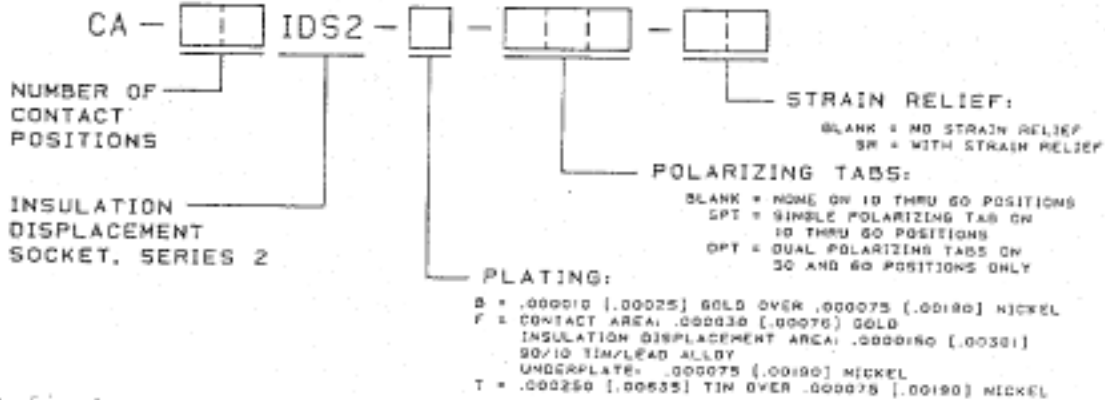 CA - IDS2 - - -
NUMBER OF
CONTACT
POSITIONS
STRAIN RELIEF:
BLANK = NO STRAIN RELIEF
SR = WITH STRAIN RELIEF
POLARIZING TABS:
BLANK = NONE ON 10 THRU 60 POSITIONS
SPT = SINGLE POLARIZING TAB ON
10 THRU 60 POSITIONS
DPT = DUAL POLARIZING TABS ON
50 AND 60 POSITIONS ONLY
INSULATION
DISPLACEMENT
SOCKET, SERIES 2
PLATING:
B = .000010 [.00025] GOLD OVER .000075 [.00190] NICKEL
F = CONTACT AREA: .000030 [.00076] GOLD
INSULATION DISPLACEMENT AREA:
90/10 TIN/LEAD ALLOY
UNDERPLATE: .000075 [.00190] NICKEL
T = .000250 [.00635] TIN OVER .000075 [.00190] NICKEL